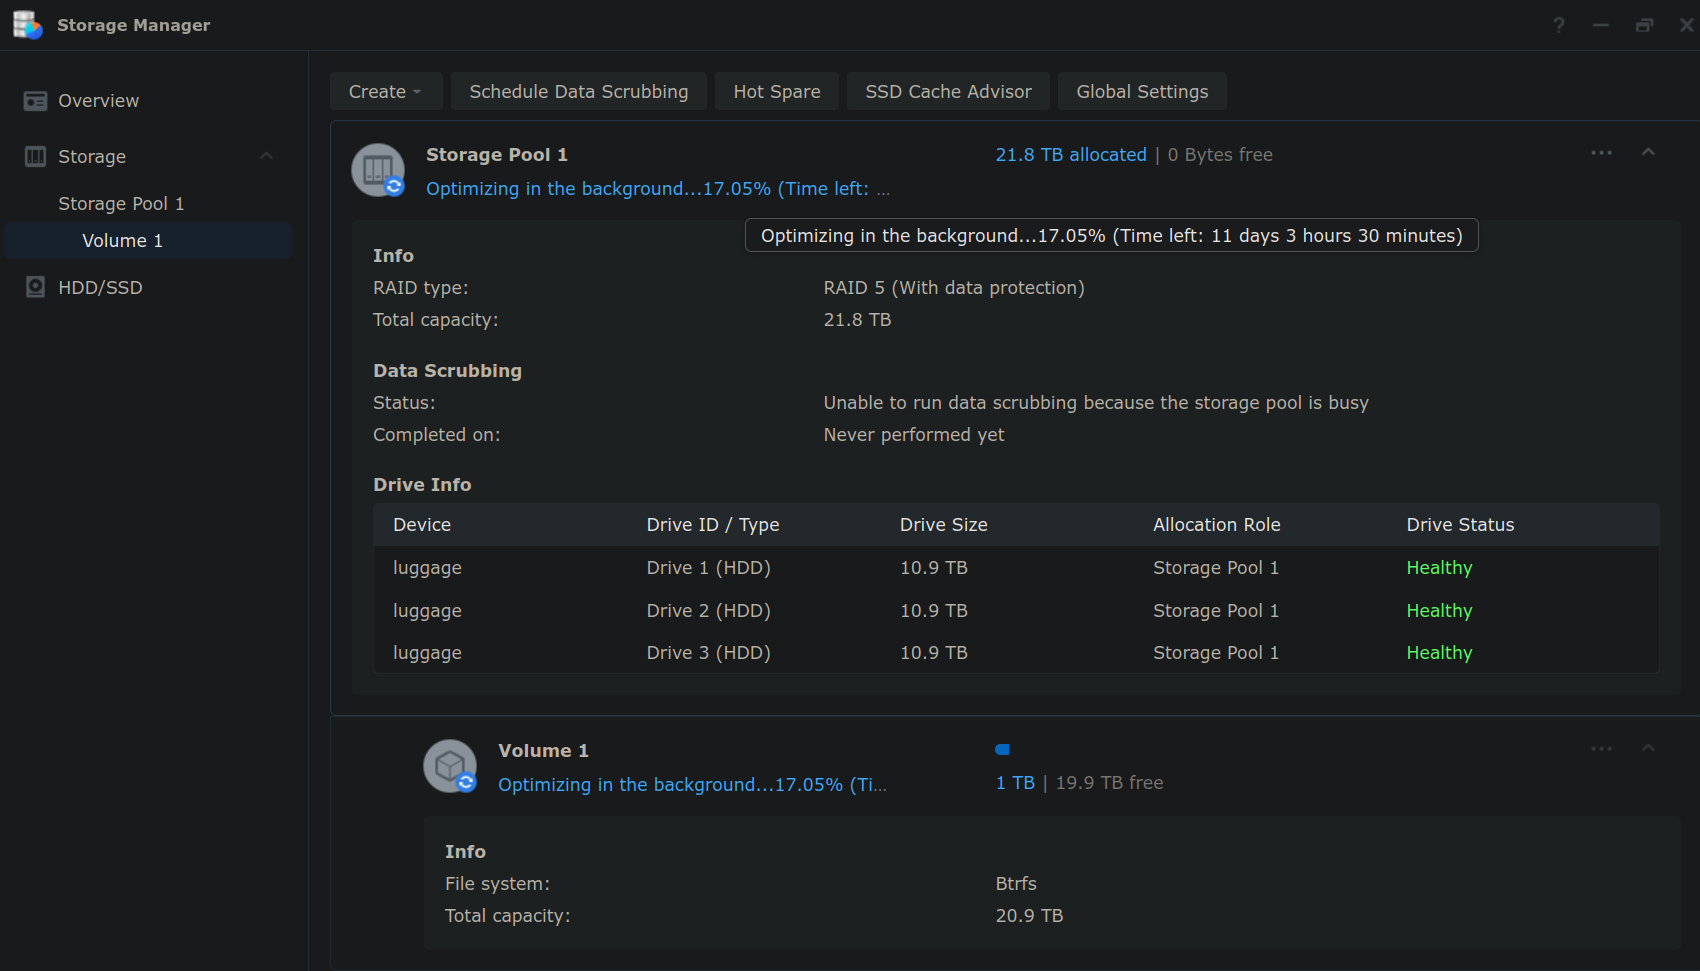 Storage Manager
?
Overview
Storage
Storage Pool 1
Volume 1
HDD/SSD
Create
Schedule Data Scrubbing
Hot Spare
SSD Cache Advisor
Global Settings
Storage Pool 1
21.8 TB allocated | 0 Bytes free
Optimizing in the background...17.05% (Time left: ...
Optimizing in the background...17.05% (Time left: 11 days 3 hours 30 minutes)
Info
RAID type: RAID 5 (With data protection)
Total capacity: 21.8 TB
Data Scrubbing
Status: Unable to run data scrubbing because the storage pool is busy
Completed on: Never performed yet
Drive Info
Device Drive ID / Type Drive Size Allocation Role Drive Status
luggage Drive 1 (HDD) 10.9 TB Storage Pool 1 Healthy
luggage Drive 2 (HDD) 10.9 TB Storage Pool 1 Healthy
luggage Drive 3 (HDD) 10.9 TB Storage Pool 1 Healthy
Volume 1
Optimizing in the background...17.05% (Ti...
1 TB | 19.9 TB free
Info
File system: Btrfs
Total capacity: 20.9 TB